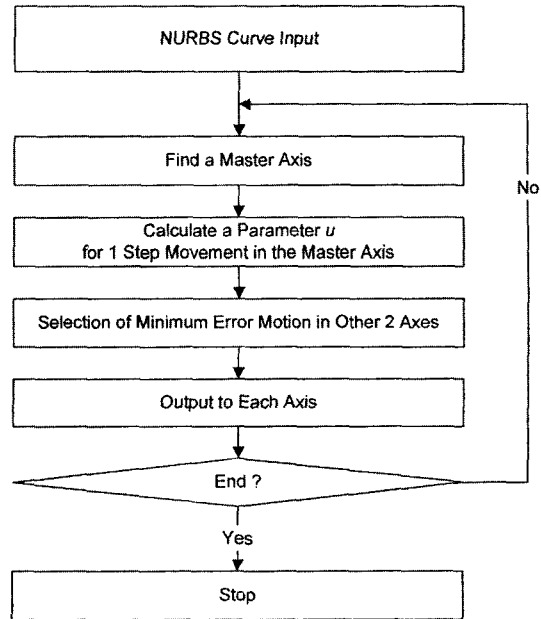 NURBS Curve Input
Find a Master Axis
No
Calculate a Parameter u
for 1 Step Movement in the Master Axis
Selection of Minimum Error Motion in Other 2 Axes
Output to Each Axis
End ?
Yes
Stop